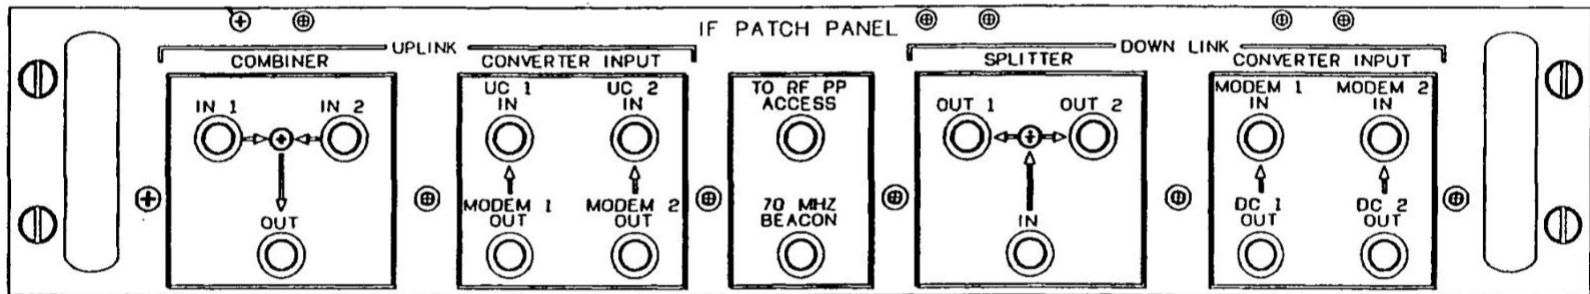 IF PATCH PANEL
UPLINK
COMBINER
IN 1
IN 2
OUT
CONVERTER INPUT
UC 1
IN
UC 2
IN
MODEM 1
OUT
MODEM 2
OUT
TO RF PP
ACCESS
70 MHZ
BEACON
DOWN LINK
SPLITTER
OUT 1
OUT 2
IN
CONVERTER INPUT
MODEM 1
IN
MODEM 2
IN
DC 1
OUT
DC 2
OUT